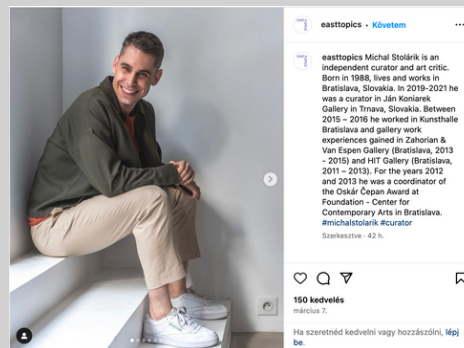 easttopics • Követem
easttopics Michal Stolárik is an
independent curator and art critic.
Born in 1988, lives and works in
Bratislava, Slovakia. In 2019-2021 he
was a curator in Ján Koniarek
Gallery in Trnava, Slovakia. Between
2015 – 2016 he worked in Kunsthalle
Bratislava and gallery work
experiences gained in Zahorian &
Van Espen Gallery (Bratislava, 2013
- 2015) and HIT Gallery (Bratislava,
2011 – 2013). For the years 2012
and 2013 he was a coordinator of
the Oskár Čepan Award at
Foundation - Center for
Contemporary Arts in Bratislava.
#michalstolarik #curator
Szerkesztve · 42 h.
150 kedvelés
március 7.
Ha szeretnéd kedvelni vagy hozzászólni, lépj
be.